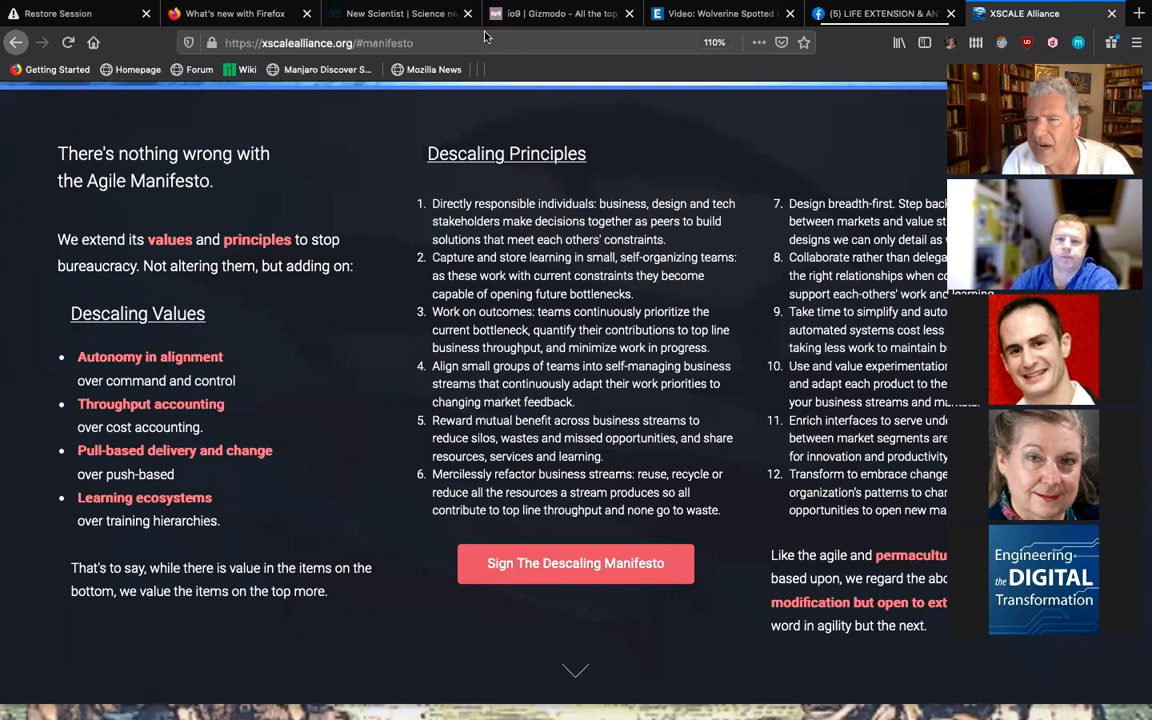 Restore Session
What's new with Firefox
New Scientist | Science ne
io9 | Gizmodo - All the top
Video: Wolverine Spotted
(5) LIFE EXTENSION & AN
XSCALE Alliance
https://xscalealliance.org/#manifesto
110%
Getting Started
Homepage
Forum
Wiki
Manjaro Discover S...
Mozilla News
There's nothing wrong with
the Agile Manifesto.
We extend its values and principles to stop
bureaucracy. Not altering them, but adding on:
Descaling Values
Autonomy in alignment
over command and control
Throughput accounting
over cost accounting.
Pull-based delivery and change
over push-based
Learning ecosystems
over training hierarchies.
That's to say, while there is value in the items on the
bottom, we value the items on the top more.
Descaling Principles
1. Directly responsible individuals: business, design and tech
stakeholders make decisions together as peers to build
solutions that meet each others' constraints.
2. Capture and store learning in small, self-organizing teams:
as these work with current constraints they become
capable of opening future bottlenecks.
3. Work on outcomes: teams continuously prioritize the
current bottleneck, quantify their contributions to top line
business throughput, and minimize work in progress.
4. Align small groups of teams into self-managing business
streams that continuously adapt their work priorities to
changing market feedback.
5. Reward mutual benefit across business streams to
reduce silos, wastes and missed opportunities, and share
resources, services and learning.
6. Mercilessly refactor business streams: reuse, recycle or
reduce all the resources a stream produces so all
contribute to top line throughput and none go to waste.
Sign The Descaling Manifesto
7. Design breadth-first. Step back
between markets and value st
designs we can only detail as
8. Collaborate rather than delega
the right relationships when co
support each-others' work and learning.
9. Take time to simplify and auto
automated systems cost less
taking less work to maintain b
10. Use and value experimentation
and adapt each product to the
your business streams and markets.
11. Enrich interfaces to serve unde
between market segments are
for innovation and productivity
12. Transform to embrace change
organization's patterns to char
opportunities to open new ma
Like the agile and permacultu
based upon, we regard the abo
modification but open to ext
word in agility but the next.
Engineering
the DIGITAL
Transformation